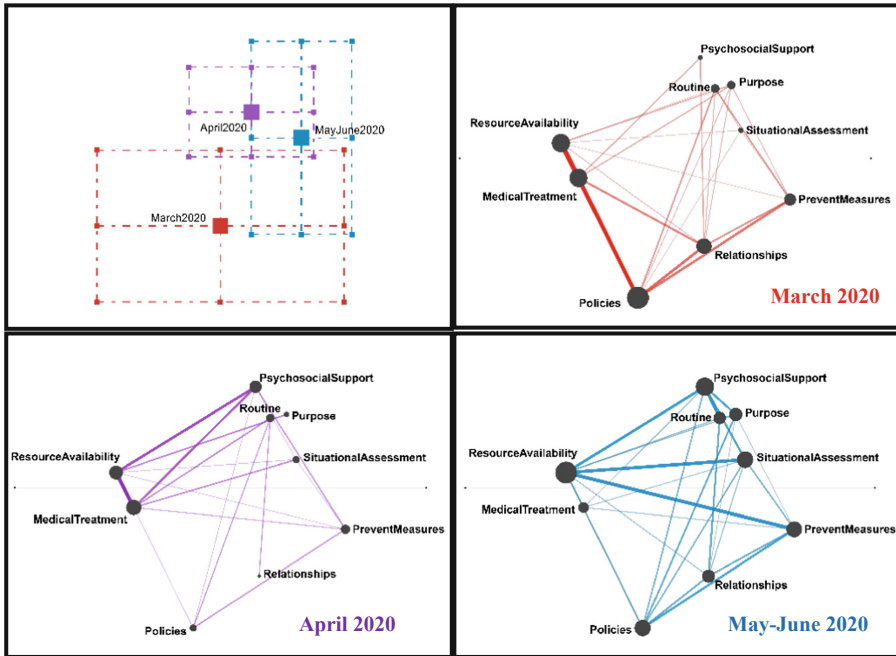 April2020
MayJune2020
March2020
PsychosocialSupport
Routine
Purpose
ResourceAvailability
SituationalAssessment
MedicalTreatment
PreventMeasures
Relationships
Policies
March 2020
PsychosocialSupport
Routine
Purpose
ResourceAvailability
SituationalAssessment
MedicalTreatment
PreventMeasures
Relationships
Policies
April 2020
PsychosocialSupport
Routine
Purpose
ResourceAvailability
SituationalAssessment
MedicalTreatment
PreventMeasures
Relationships
Policies
May-June 2020